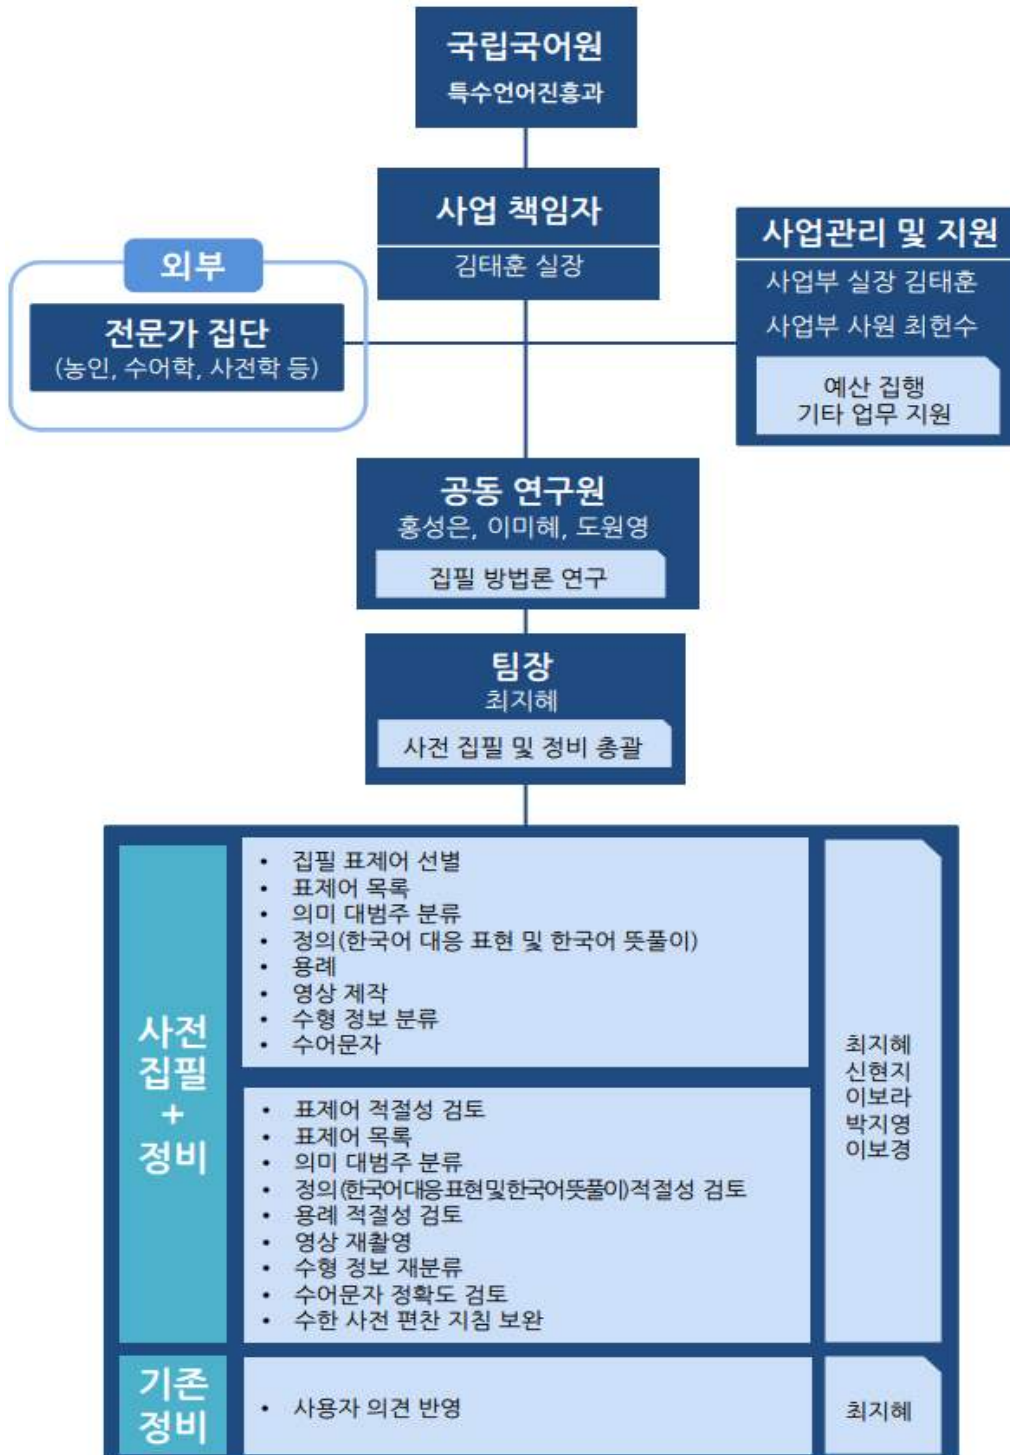 국립국어원
특수언어진흥과
사업 책임자
김태훈 실장
외부
전문가 집단
(농인, 수어학, 사전학 등)
사업관리 및 지원
사업부 실장 김태훈
사업부 사원 최헌수
예산 집행
기타 업무 지원
공동 연구원
홍성은, 이미혜, 도원영
집필 방법론 연구
팀장
최지혜
사전 집필 및 정비 총괄
사전
집필
+
정비
• 집필 표제어 선별
• 표제어 목록
• 의미 대범주 분류
• 정의(한국어 대응 표현 및 한국어 뜻풀이)
• 용례
• 영상 제작
• 수형 정보 분류
• 수어문자
• 표제어 적절성 검토
• 표제어 목록
• 의미 대범주 분류
• 정의(한국어대응표현및한국어뜻풀이)적절성 검토
• 용례 적절성 검토
• 영상 재촬영
• 수형 정보 재분류
• 수어문자 정확도 검토
• 수한 사전 편찬 지침 보완
최지혜
신현지
이보라
박지영
이보경
기존
정비
• 사용자 의견 반영
최지혜